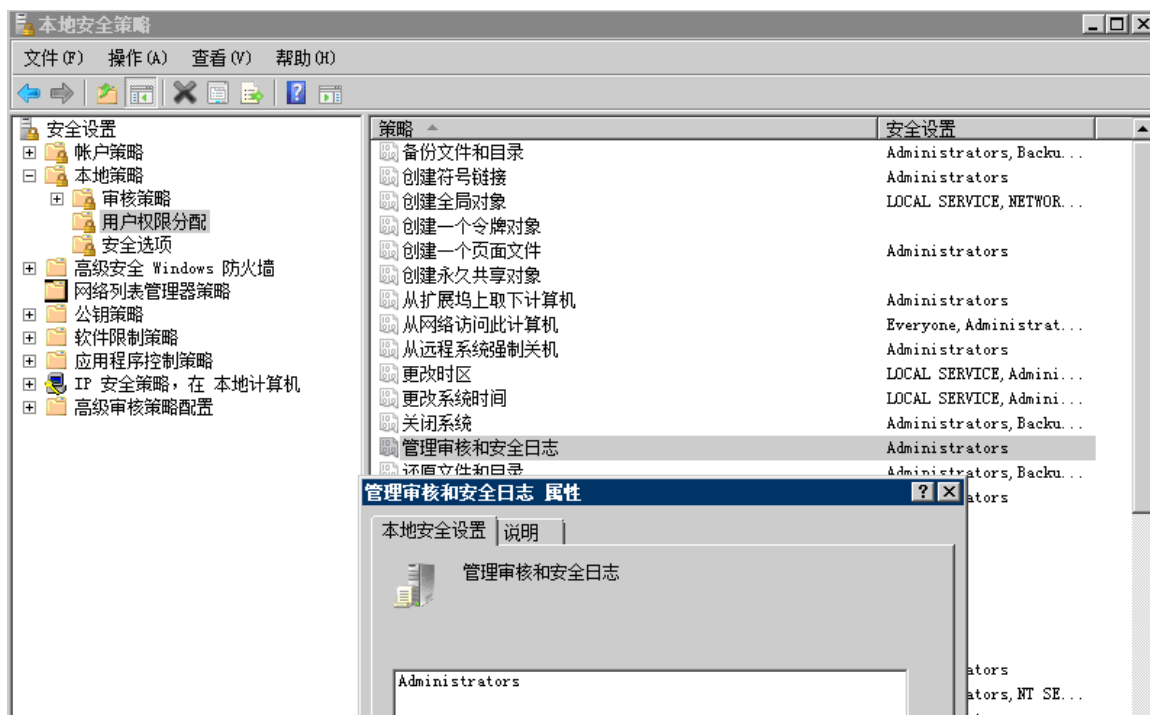 本地安全策略
文件(F) 操作(A) 查看(V) 帮助(H)
安全设置
帐户策略
本地策略
审核策略
用户权限分配
安全选项
高级安全 Windows 防火墙
网络列表管理器策略
公钥策略
软件限制策略
应用程序控制策略
IP 安全策略，在 本地计算机
高级审核策略配置
策略 安全设置
备份文件和目录 Administrators, Backu...
创建符号链接 Administrators
创建全局对象 LOCAL SERVICE, NETWOR...
创建一个令牌对象
创建一个页面文件 Administrators
创建永久共享对象
从扩展坞上取下计算机 Administrators
从网络访问此计算机 Everyone, Administrat...
从远程系统强制关机 Administrators
更改时区 LOCAL SERVICE, Admini...
更改系统时间 LOCAL SERVICE, Admini...
关闭系统 Administrators, Backu...
管理审核和安全日志 Administrators
还原文件和目录 Administrators, Backu...
ators
管理审核和安全日志 属性
本地安全设置 说明
管理审核和安全日志
Administrators
ators
ators, NT SE...